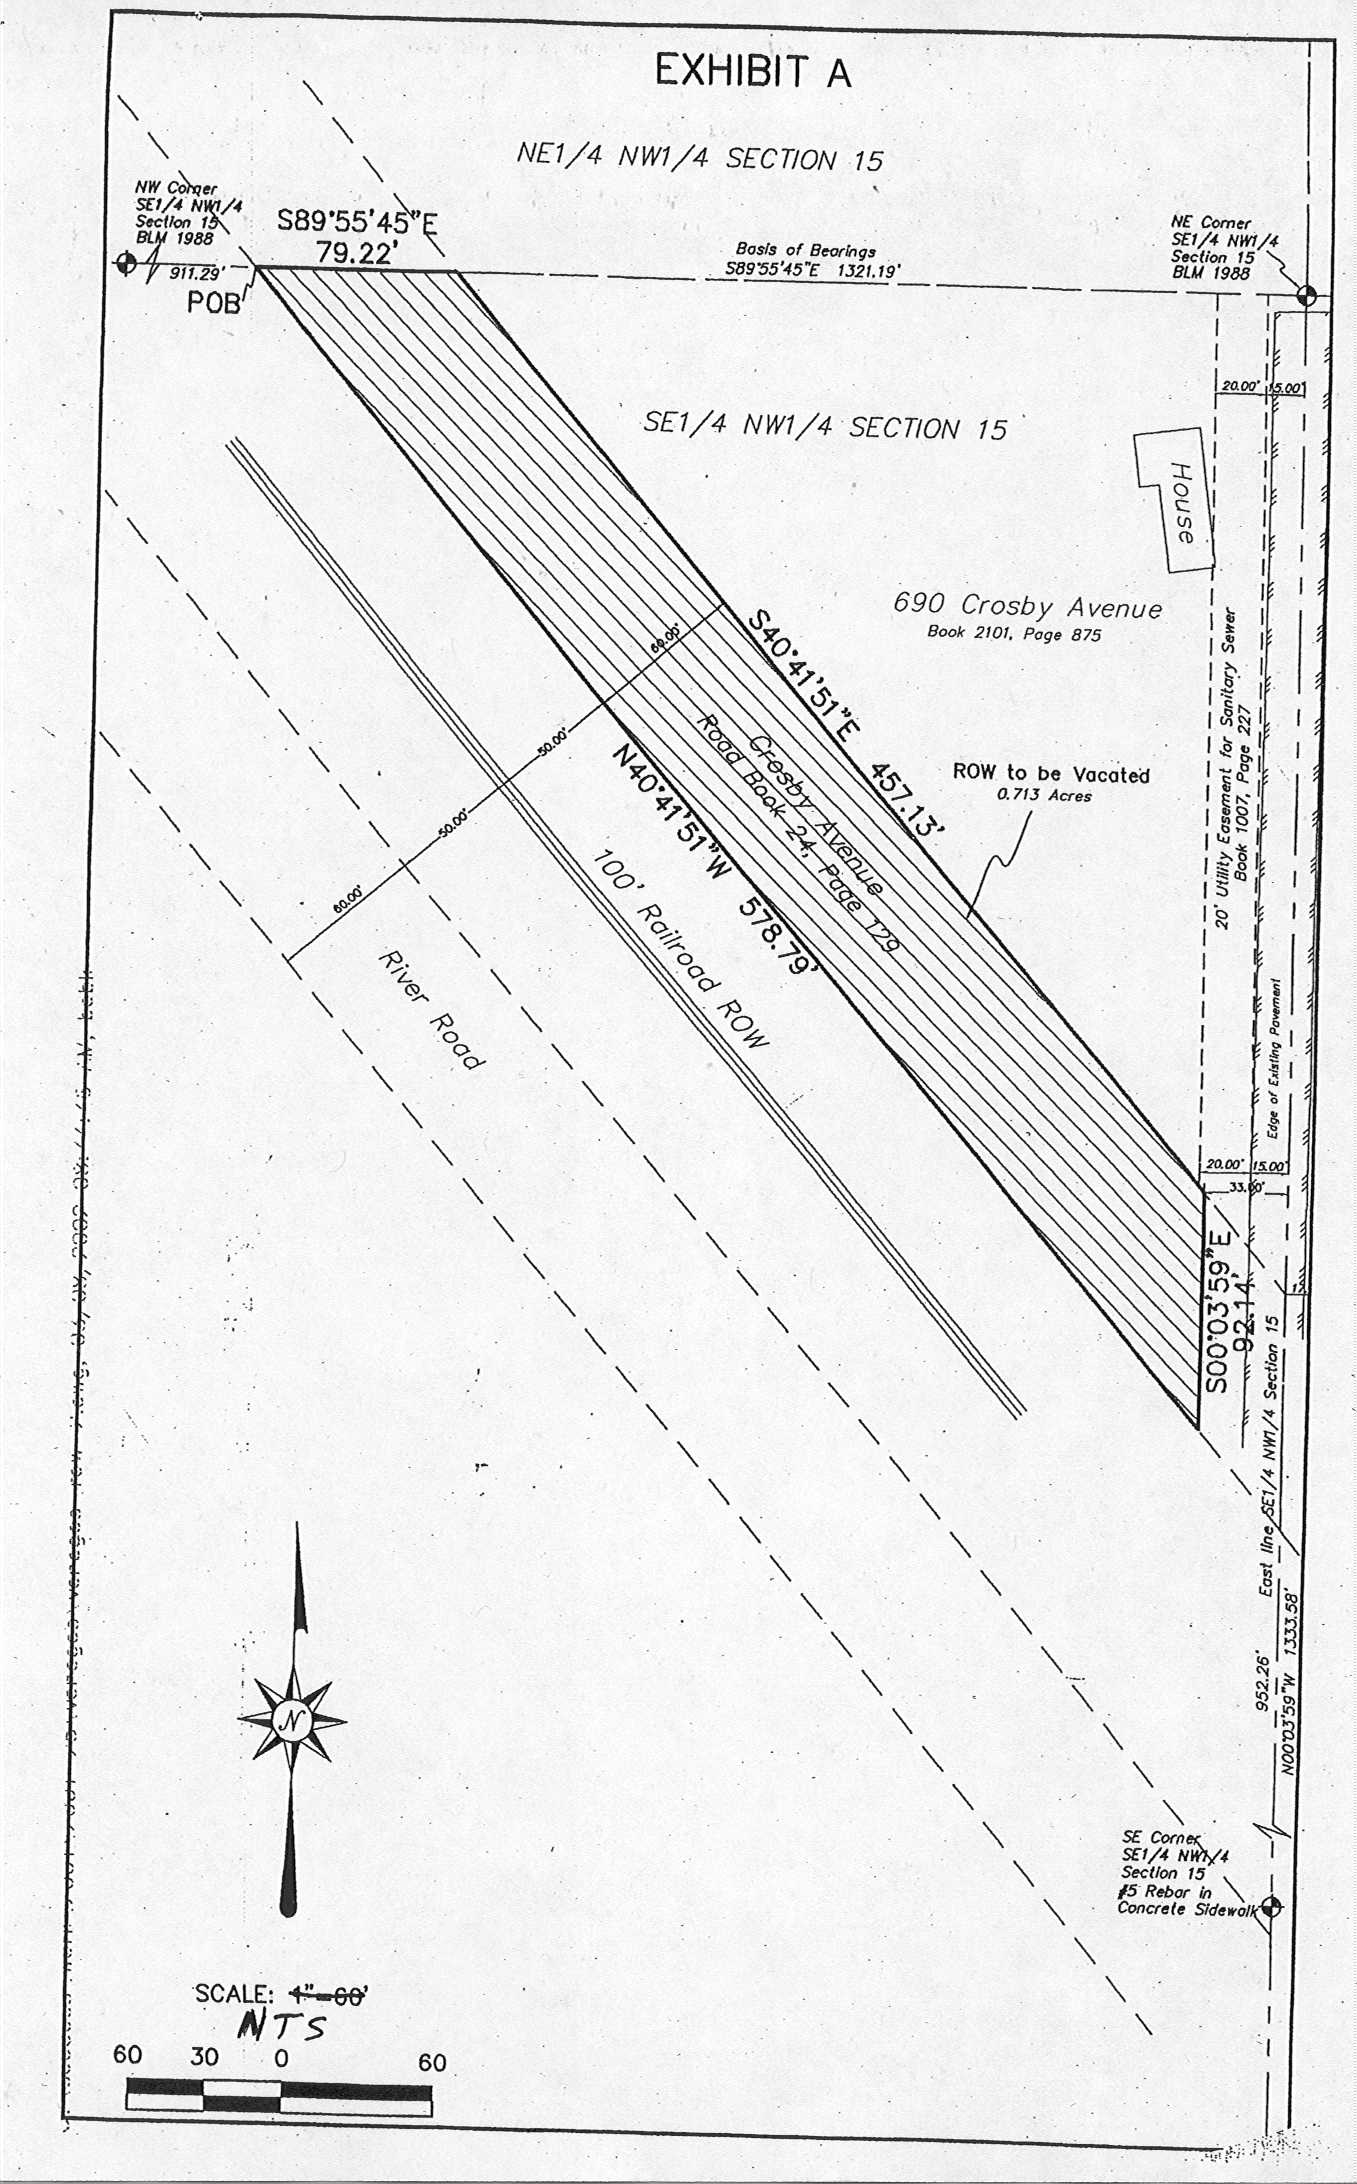 EXHIBIT A
NE1/4 NW1/4 SECTION 15
NW Corner
SE1/4 NW1/4
Section 15
BLM 1988
911.29'
POB
S89°55'45"E
79.22'
Basis of Bearings
S89°55'45"E 1321.19'
NE Corner
SE1/4 NW1/4
Section 15
BLM 1988
20.00' 15.00'
SE1/4 NW1/4 SECTION 15
House
690 Crosby Avenue
Book 2101, Page 875
20' Utility Easement for Sanitary Sewer
Book 1007, Page 227
60.00'
50.00'
50.00'
60.00'
S40°41'51"E 457.13'
Crosby Avenue
Road Book 24, Page 129
N40°41'51"W 578.79'
ROW to be Vacated
0.713 Acres
100' Railroad ROW
River Road
Edge of Existing Pavement
20.00' 15.00'
33.00'
S00°03'59"E
92.14'
East line SE1/4 NW1/4 Section 15
952.26'
N00°03'59"W 1333.58'
SE Corner
SE1/4 NW1/4
Section 15
#5 Rebar in
Concrete Sidewalk
N
SCALE: 1"=60'
NTS
60 30 0 60